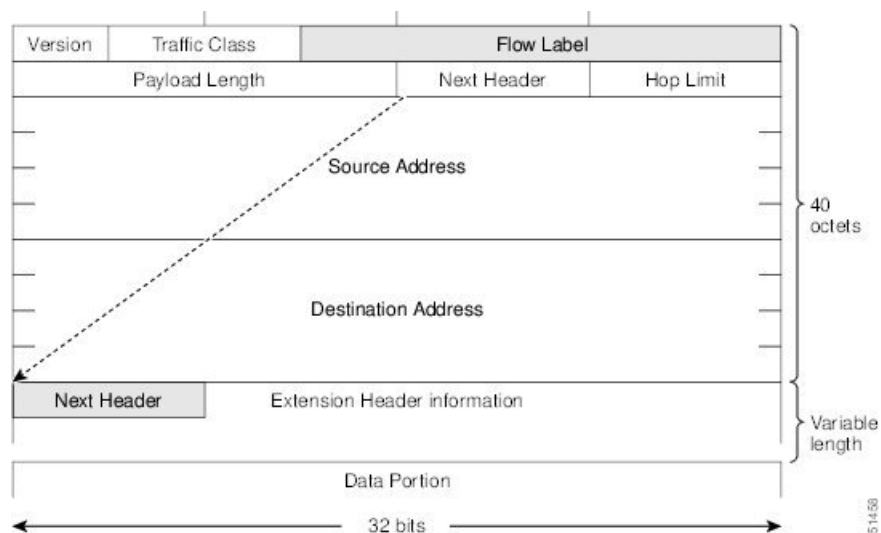 Version Traffic Class Flow Label
Payload Length Next Header Hop Limit
Source Address
40
octets
Destination Address
Next Header Extension Header information
Variable
length
Data Portion
32 bits
51458